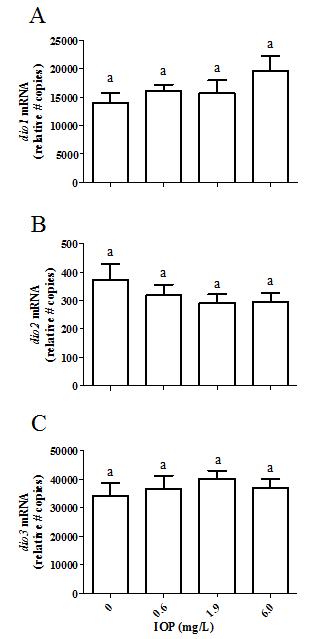 A
dio1 mRNA
(relative # copies)
25000
20000
15000
10000
5000
0
a a a a
B
dio2 mRNA
(relative # copies)
500
400
300
200
100
0
a a a a
C
dio3 mRNA
(relative # copies)
50000
40000
30000
20000
10000
0
a a a a
0 0.6 1.9 6.0
IOP (mg/L)